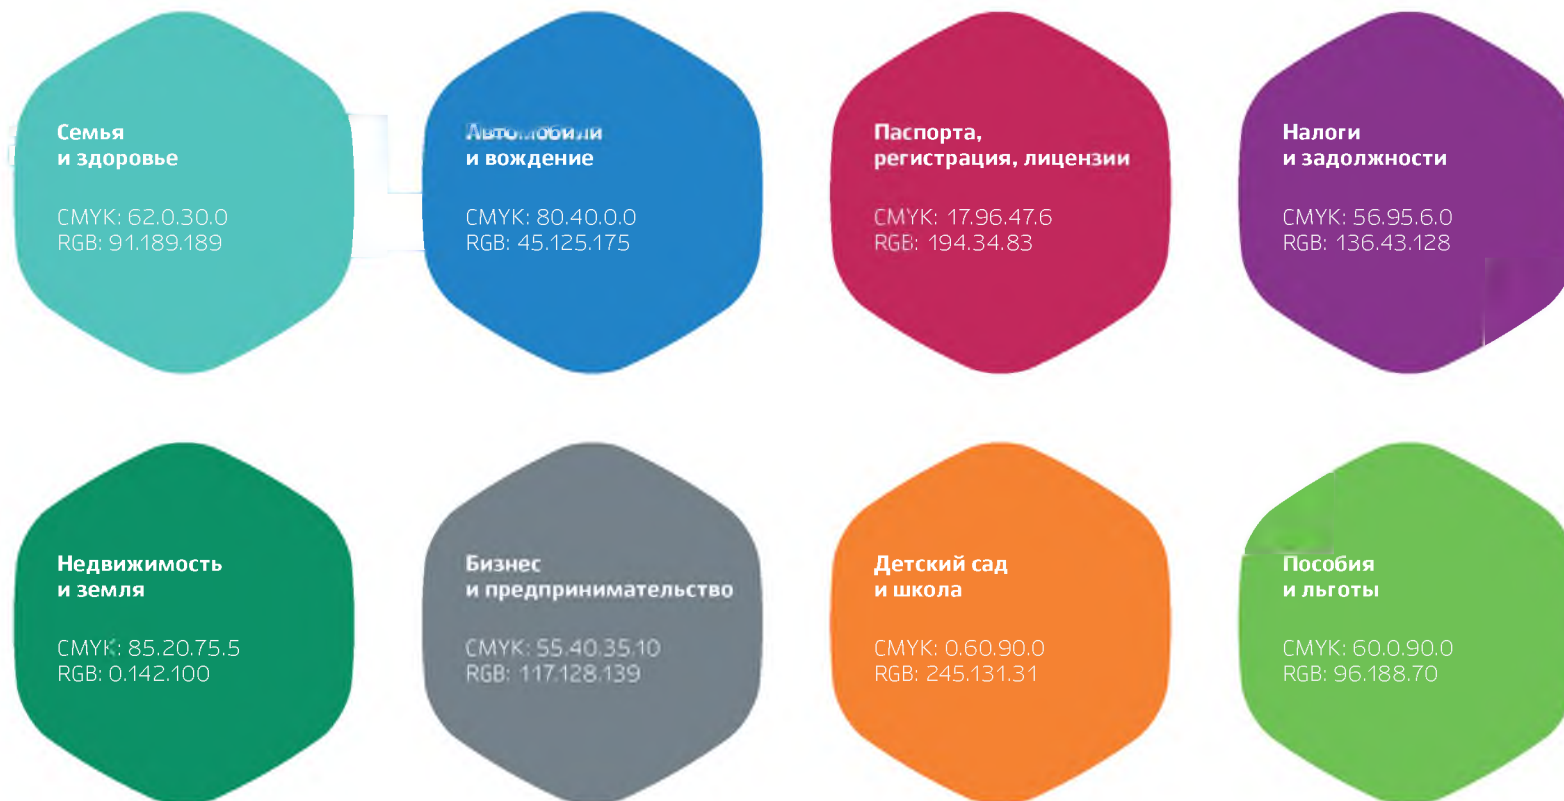 Семья
и здоровье
CMYK: 62.0.30.0
RGB: 91.189.189
Автомобили
и вождение
CMYK: 80.40.0.0
RGB: 45.125.175
Паспорта,
регистрация, лицензии
CMYK: 17.96.47.6
RGB: 194.34.83
Налоги
и задолжности
CMYK: 56.95.6.0
RGB: 136.43.128
Недвижимость
и земля
CMYK: 85.20.75.5
RGB: 0.142.100
Бизнес
и предпринимательство
CMYK: 55.40.35.10
RGB: 117.128.139
Детский сад
и школа
CMYK: 0.60.90.0
RGB: 245.131.31
Пособия
и льготы
CMYK: 60.0.90.0
RGB: 96.188.70